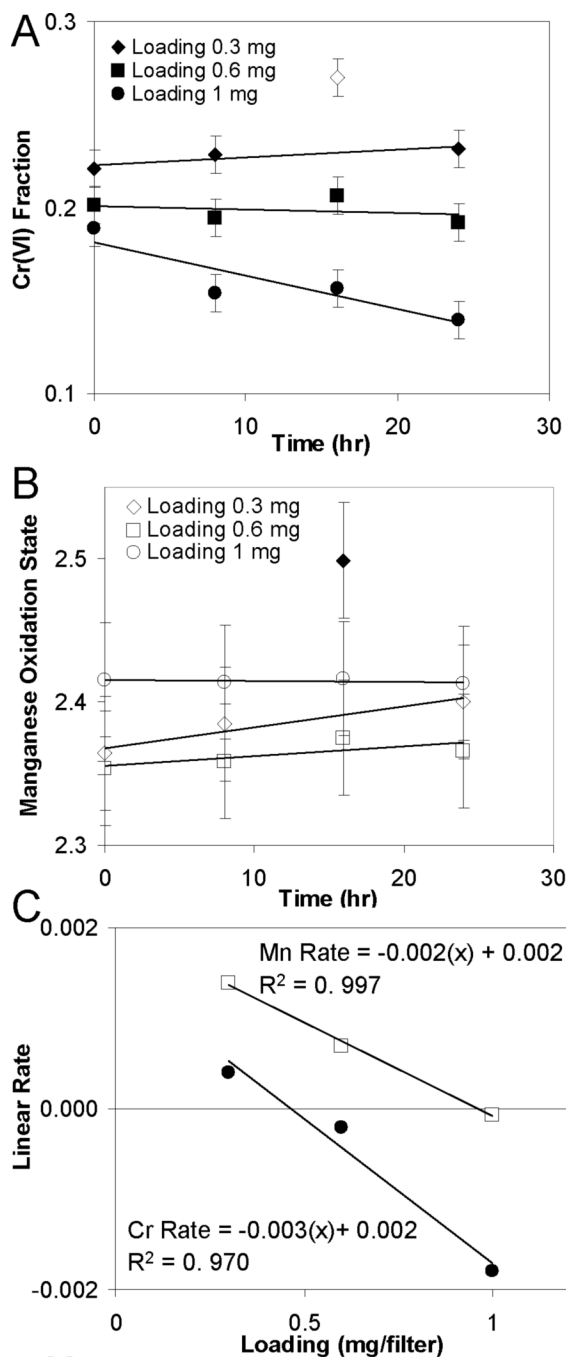 A
0.3
Loading 0.3 mg
Loading 0.6 mg
Loading 1 mg
Cr(VI) Fraction
0.2
0.1
0 10 20 30
Time (hr)
B
Loading 0.3 mg
Loading 0.6 mg
Loading 1 mg
Manganese Oxidation State
2.5
2.4
2.3
0 10 20 30
Time (hr)
C
0.002
Mn Rate = -0.002(x) + 0.002
R² = 0. 997
Linear Rate
0.000
Cr Rate = -0.003(x)+ 0.002
R² = 0. 970
-0.002
0 0.5 1
Loading (mg/filter)